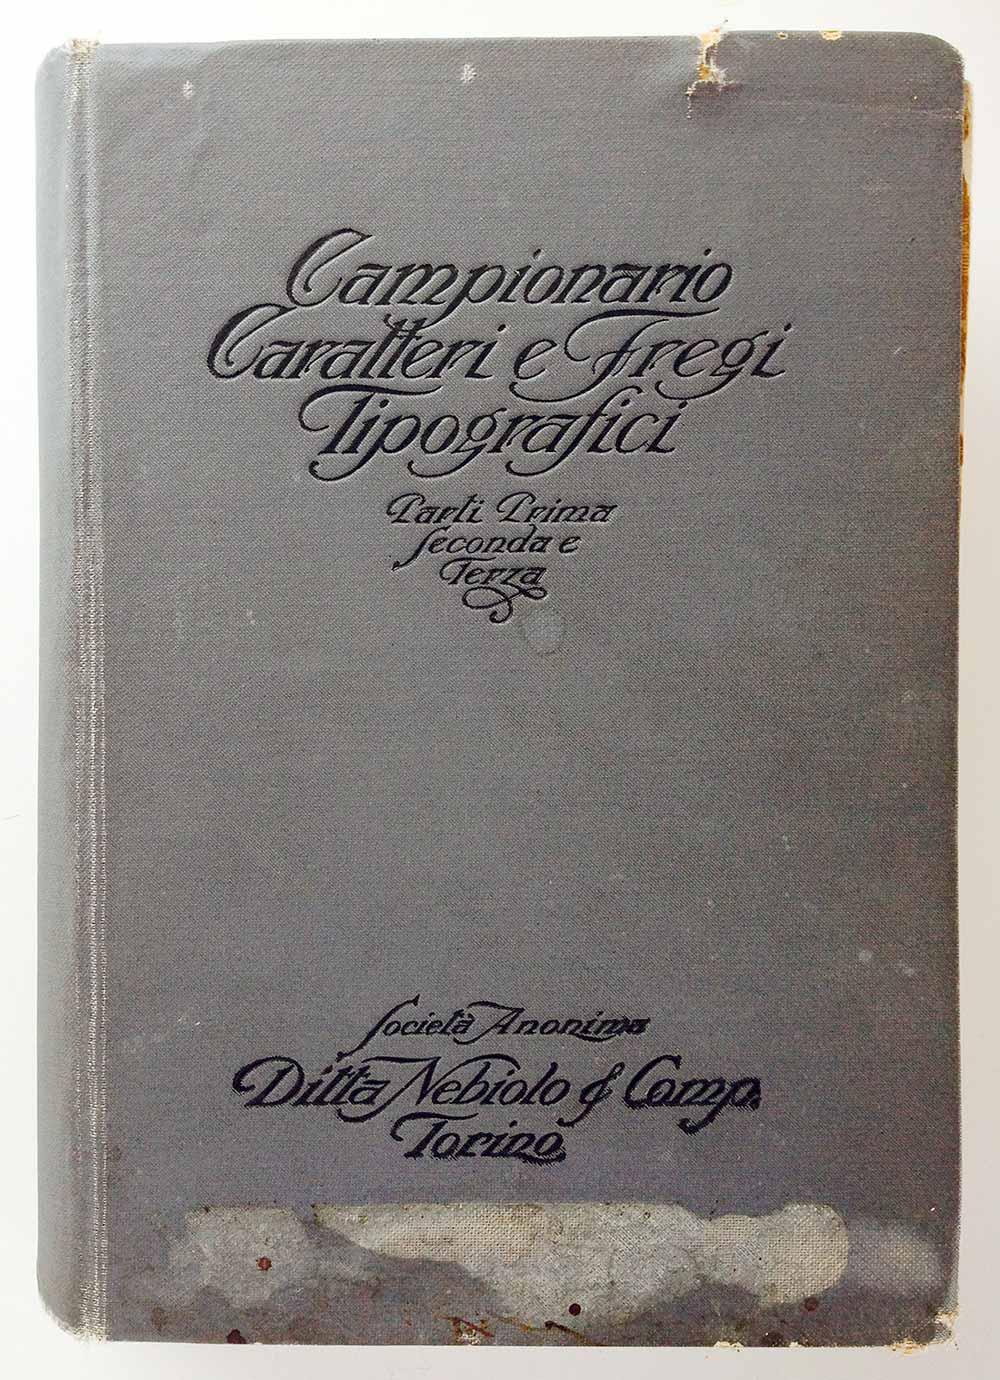 Campionario
Caratteri e Fregi
Tipografici
Parti Prima
Seconda e
Terza
Società Anonima
Ditta Nebiolo & Comp.
Torino